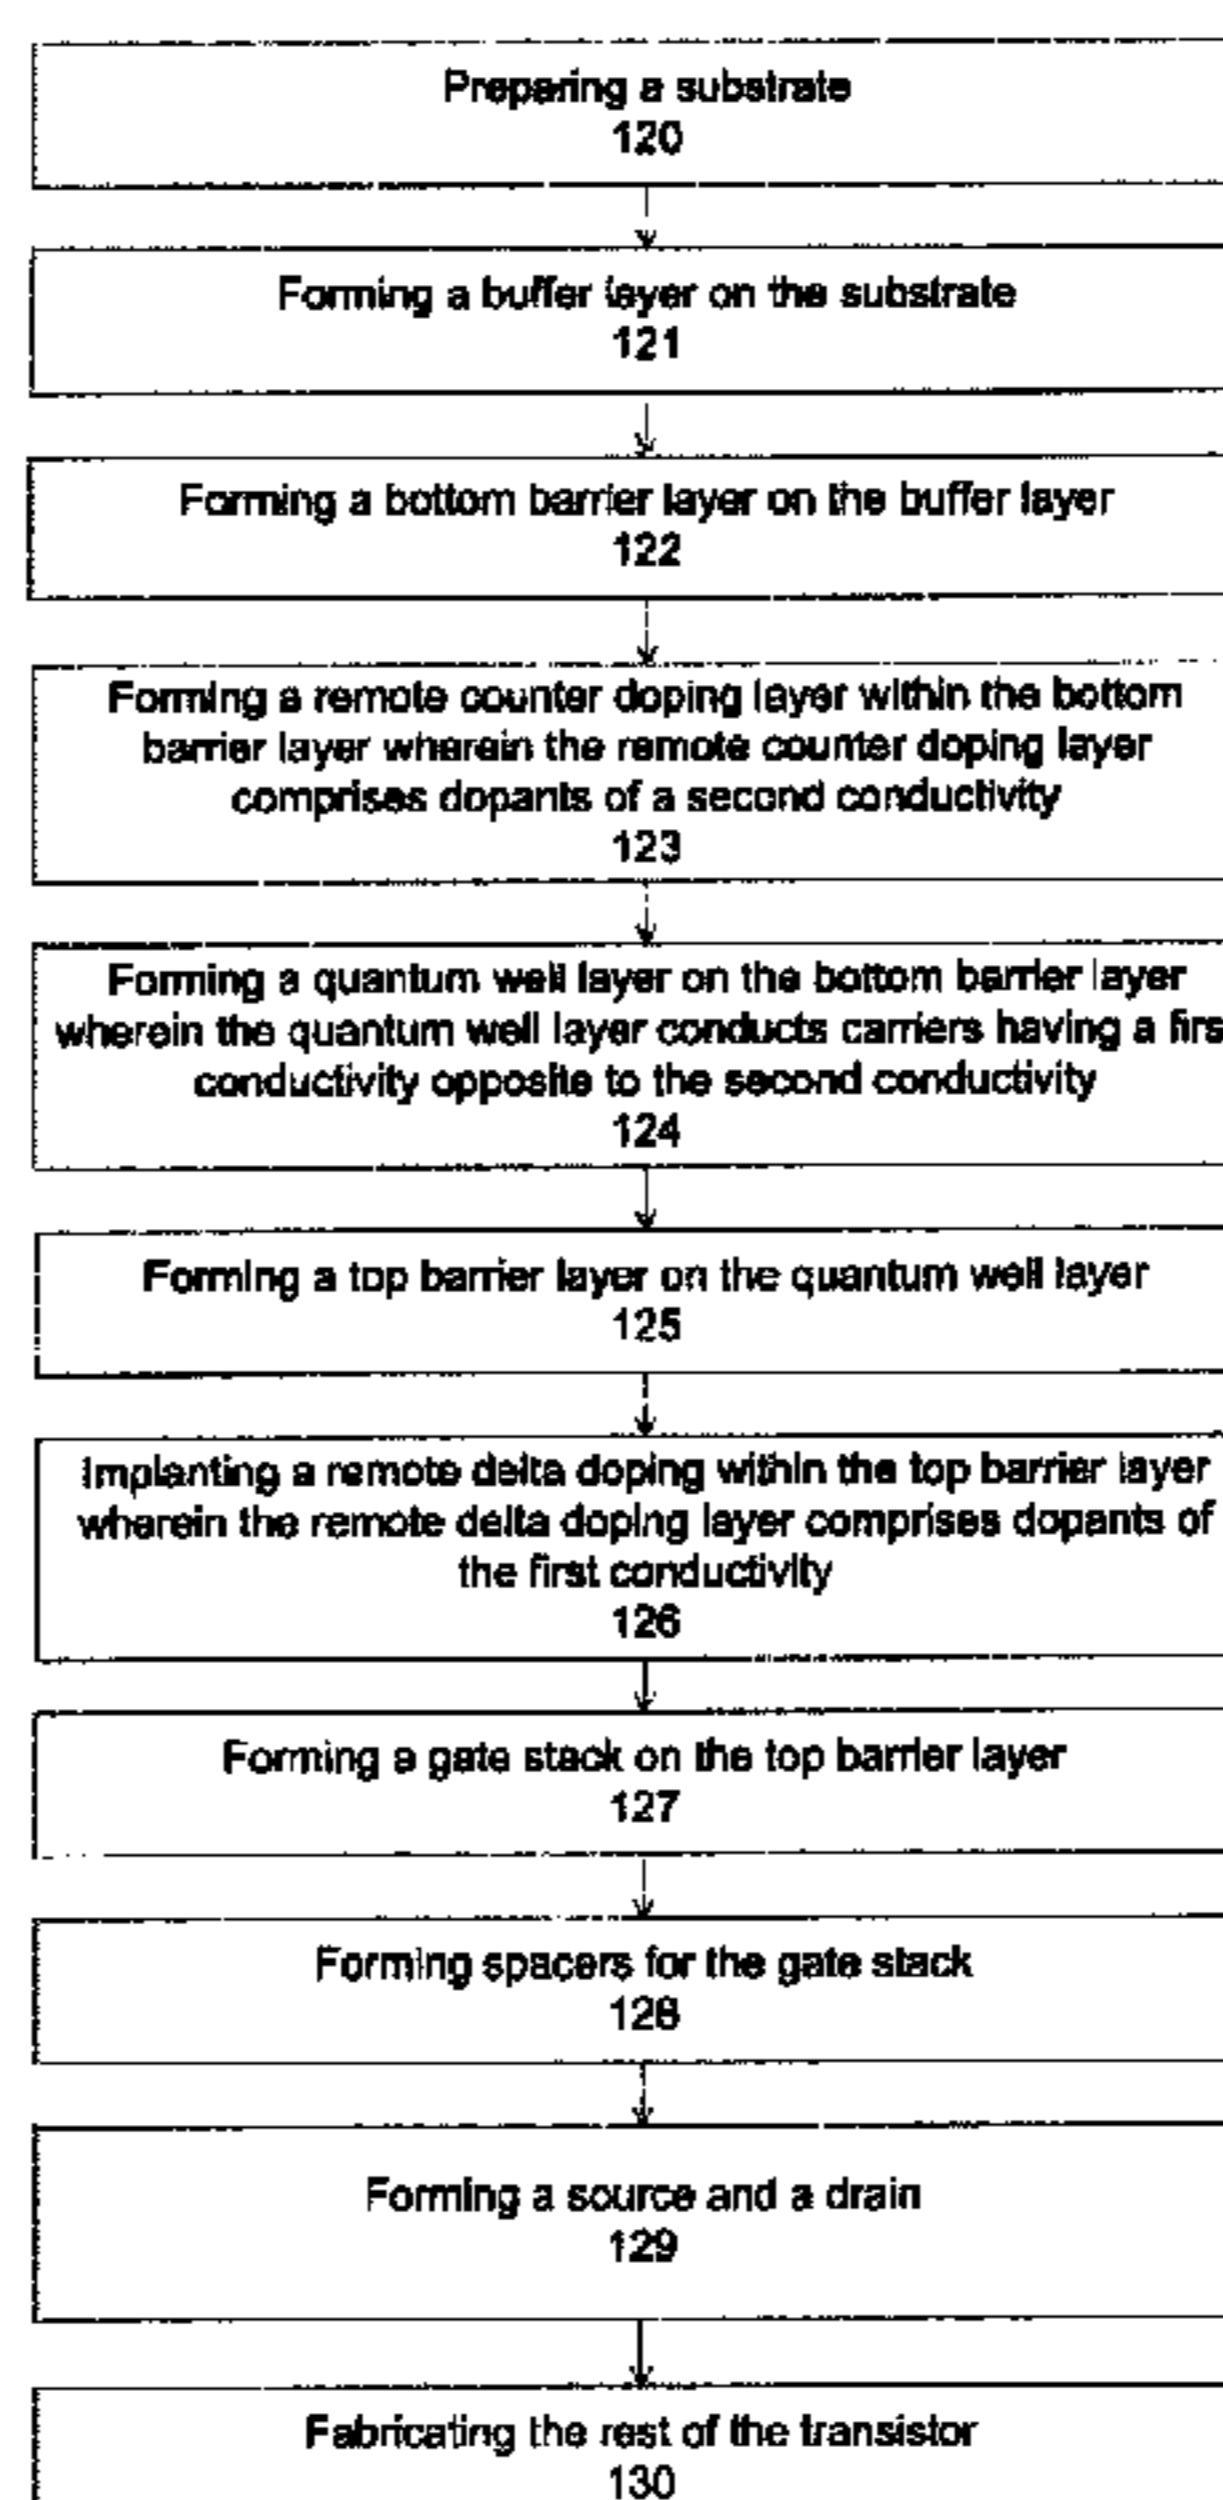 Preparing a substrate
120
Forming a buffer layer on the substrate
121
Forming a bottom barrier layer on the buffer layer
122
Forming a remote counter doping layer within the bottom
barrier layer wherein the remote counter doping layer
comprises dopants of a second conductivity
123
Forming a quantum well layer on the bottom barrier layer
wherein the quantum well layer conducts carriers having a firs
conductivity opposite to the second conductivity
124
Forming a top barrier layer on the quantum well layer
125
Implanting a remote delta doping within the top barrier layer
wherein the remote delta doping layer comprises dopants of
the first conductivity
126
Forming a gate stack on the top barrier layer
127
Forming spacers for the gate stack
128
Forming a source and a drain
129
Fabricating the rest of the transistor
130